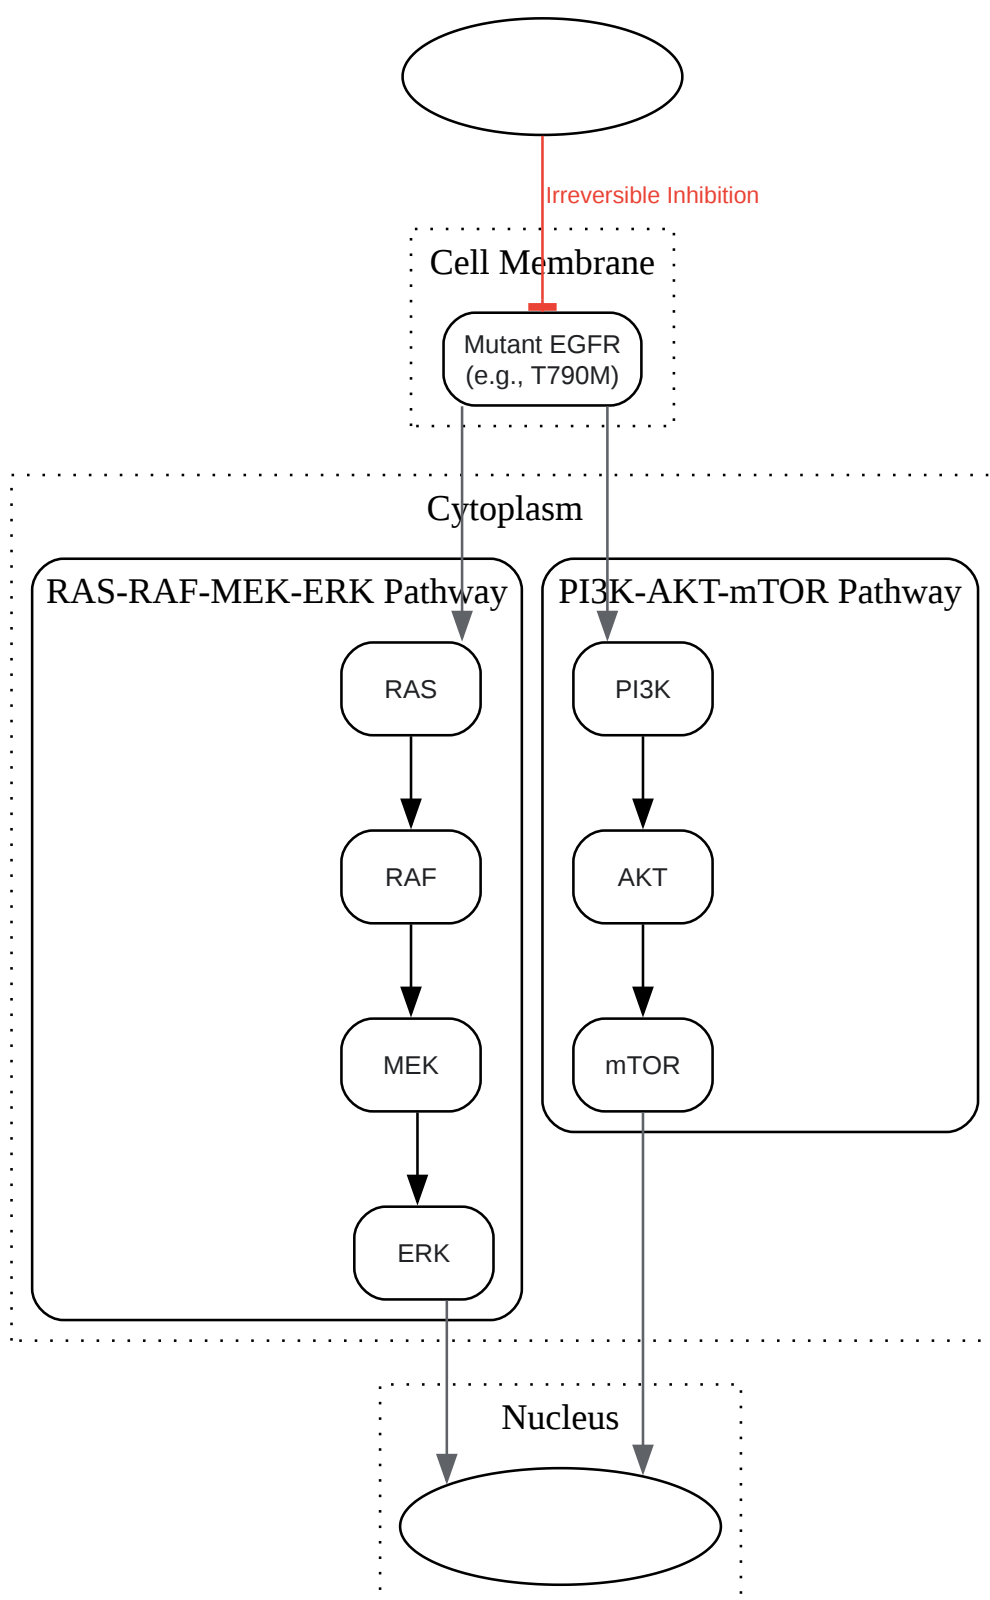 Irreversible Inhibition
Cell Membrane
Mutant EGFR
(e.g., T790M)
Cytoplasm
RAS-RAF-MEK-ERK Pathway
PI3K-AKT-mTOR Pathway
RAS
PI3K
RAF
AKT
MEK
mTOR
ERK
Nucleus